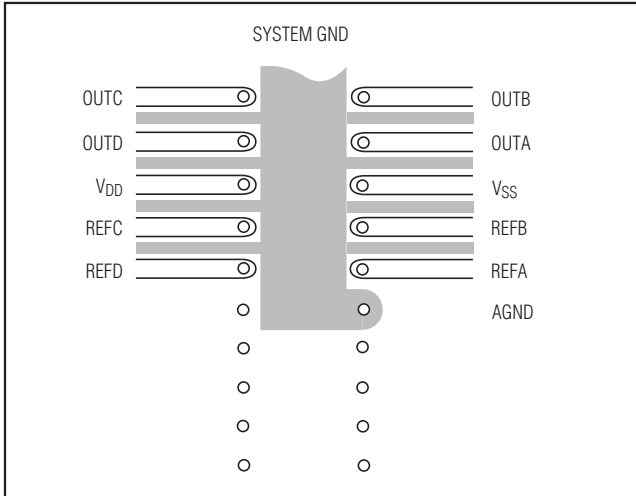 SYSTEM GND
OUTC OUTB
OUTD OUTA
VDD VSS
REFC REFB
REFD REFA
AGND